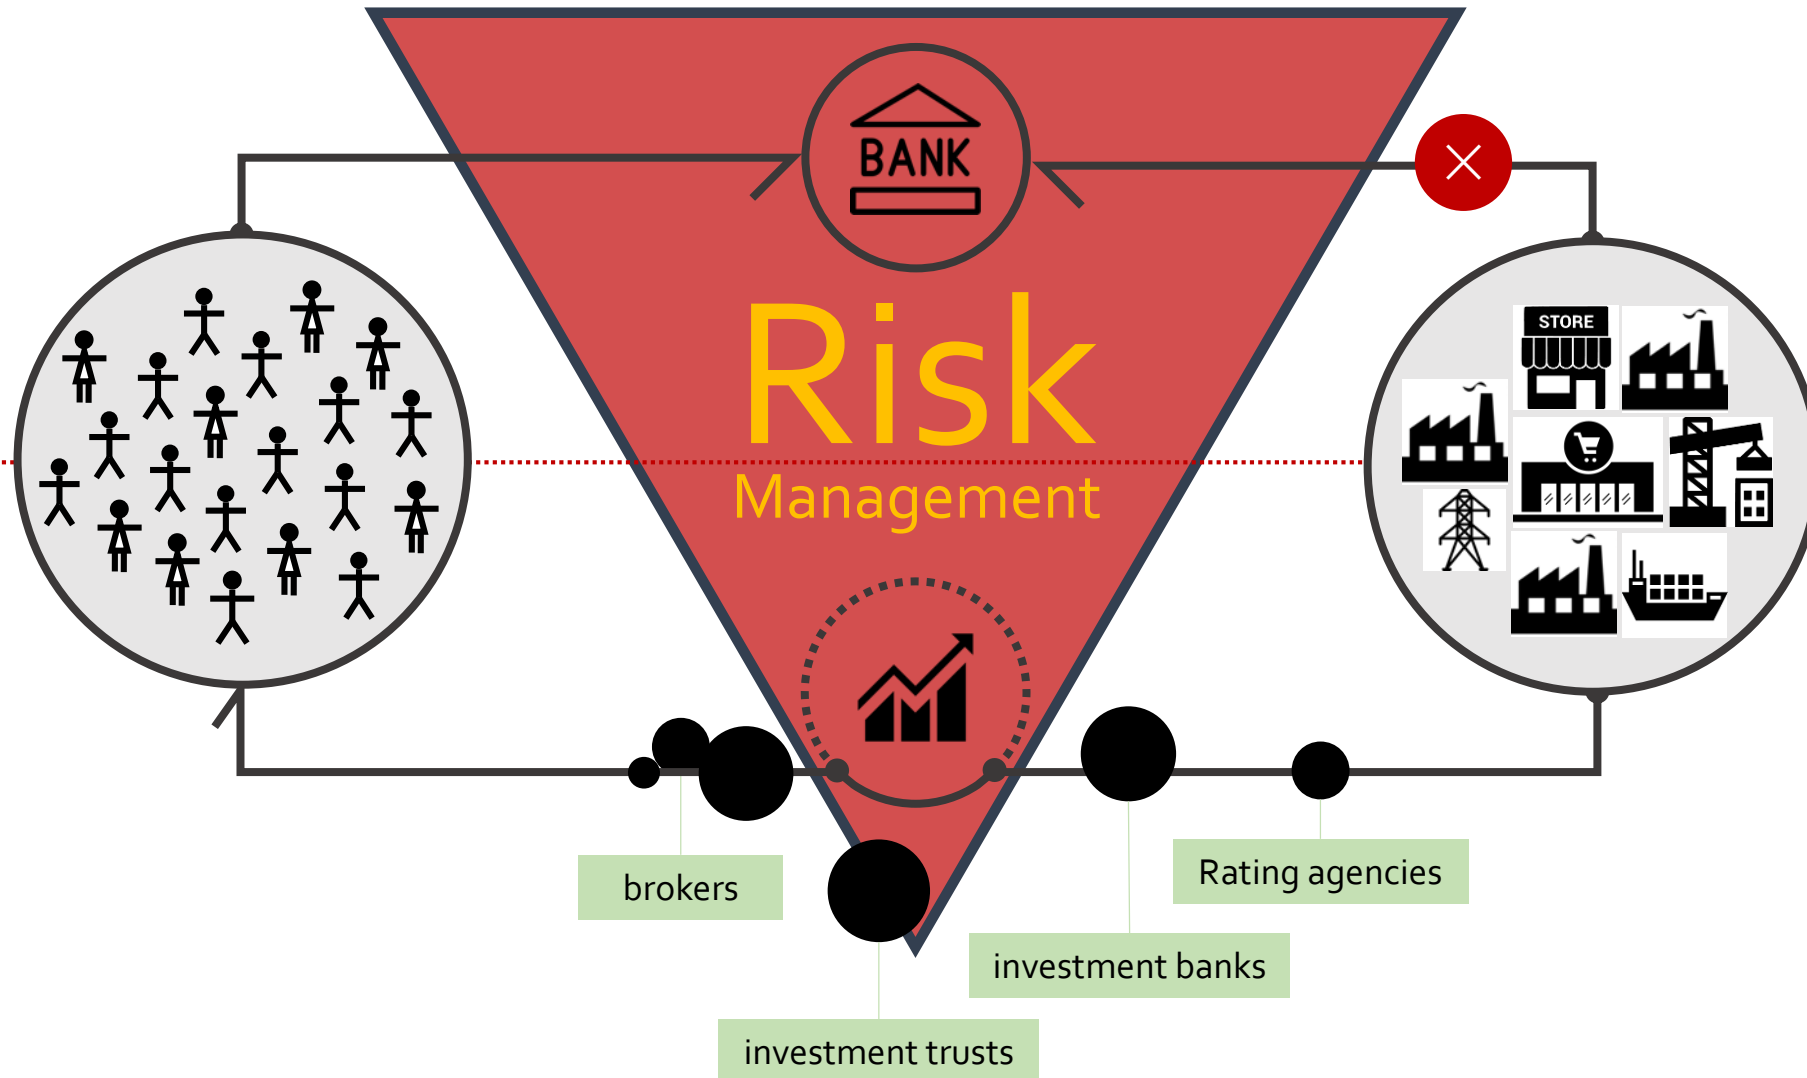 BANK
Risk
Management
STORE
brokers
Rating agencies
investment banks
investment trusts